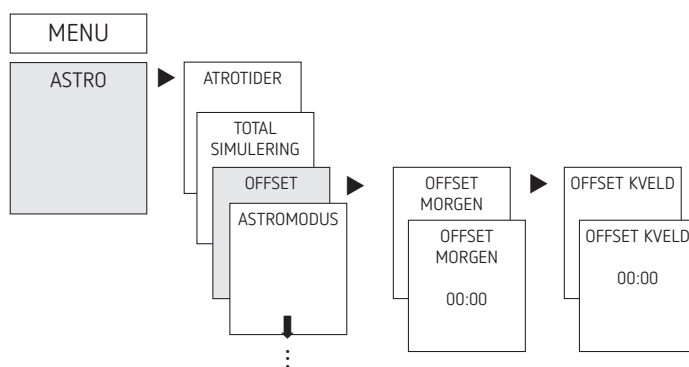 MENU
ASTRO
ATROTIDER
TOTAL
SIMULERING
OFFSET
ASTROMODUS
OFFSET
MORGEN
OFFSET
MORGEN
00:00
OFFSET KVELD
OFFSET KVELD
00:00